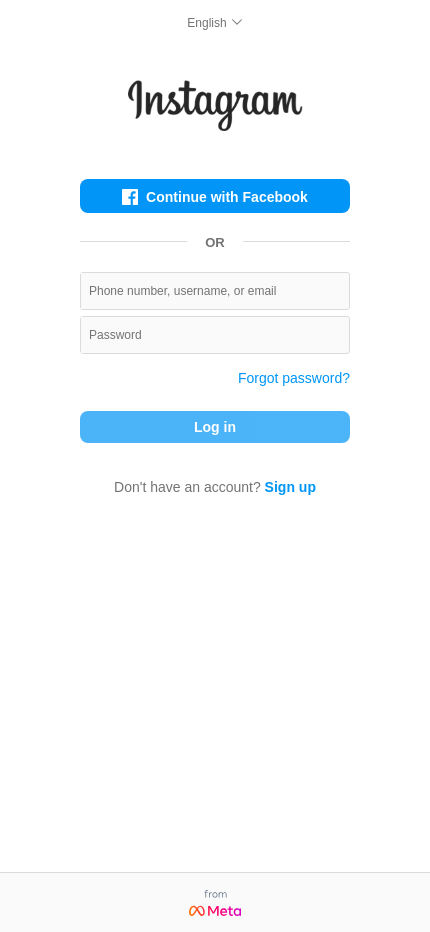 English
Instagram
Continue with Facebook
OR
Phone number, username, or email
Password
Forgot password?
Log in
Don't have an account? Sign up
from
Meta